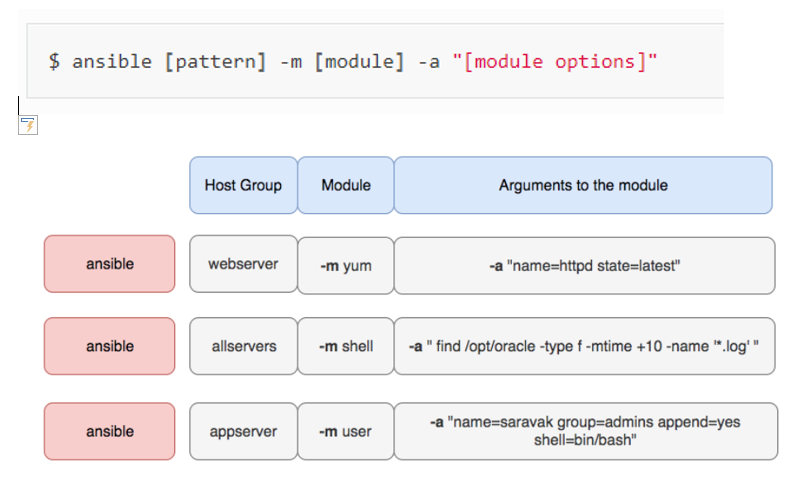 $ ansible [pattern] -m [module] -a "[module options]"
Host Group Module Arguments to the module
ansible webserver -m yum -a "name=httpd state=latest"
ansible allservers -m shell -a " find /opt/oracle -type f -mtime +10 -name '*.log' "
ansible appserver -m user -a "name=saravak group=admins append=yes
shell=bin/bash"